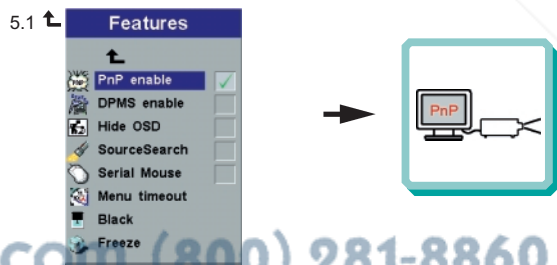 5.1
Features
PnP enable
DPMS enable
Hide OSD
SourceSearch
Serial Mouse
Menu timeout
Black
Freeze
PnP
com (800) 281-8860